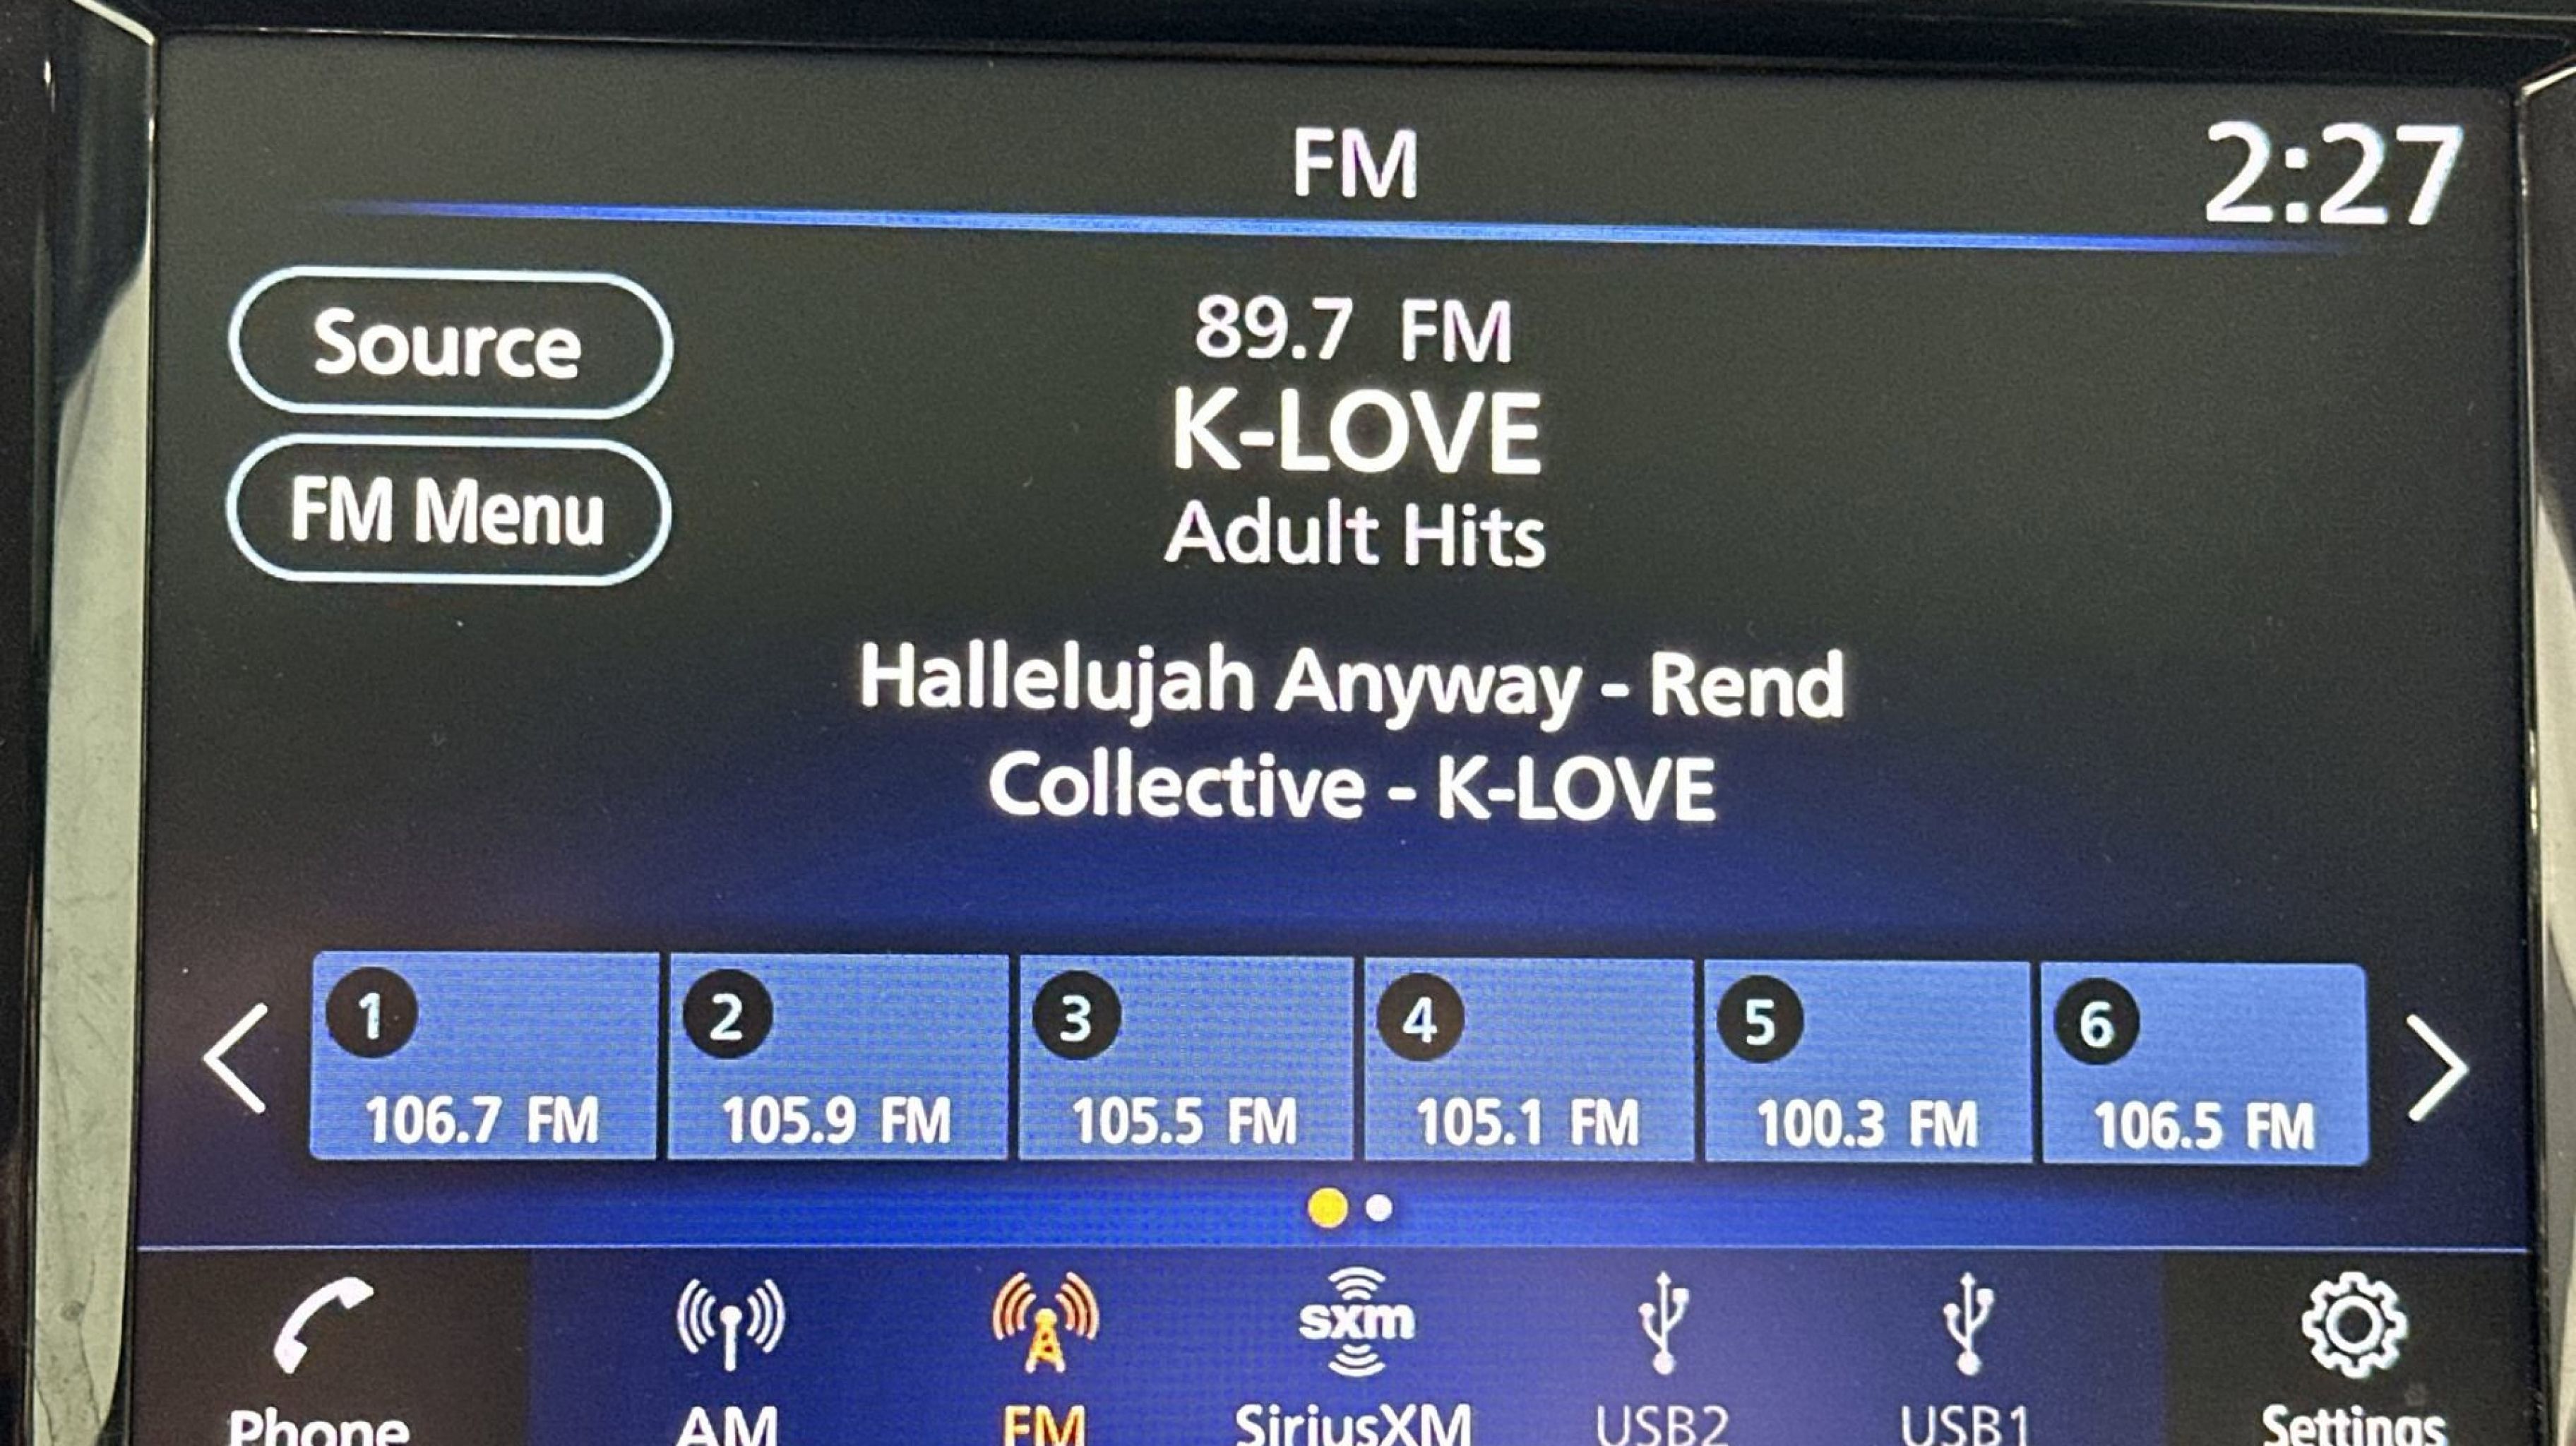 FM
2:27
Source
89.7 FM
K-LOVE
FM Menu
Adult Hits
Hallelujah Anyway - Rend
Collective - K-LOVE
1
2
3
4
5
6
106.7 FM
105.9 FM
105.5 FM
105.1 FM
100.3 FM
106.5 FM
sxm
Phone
AM
FM
SiriusXM
USB2
USB1
Settings